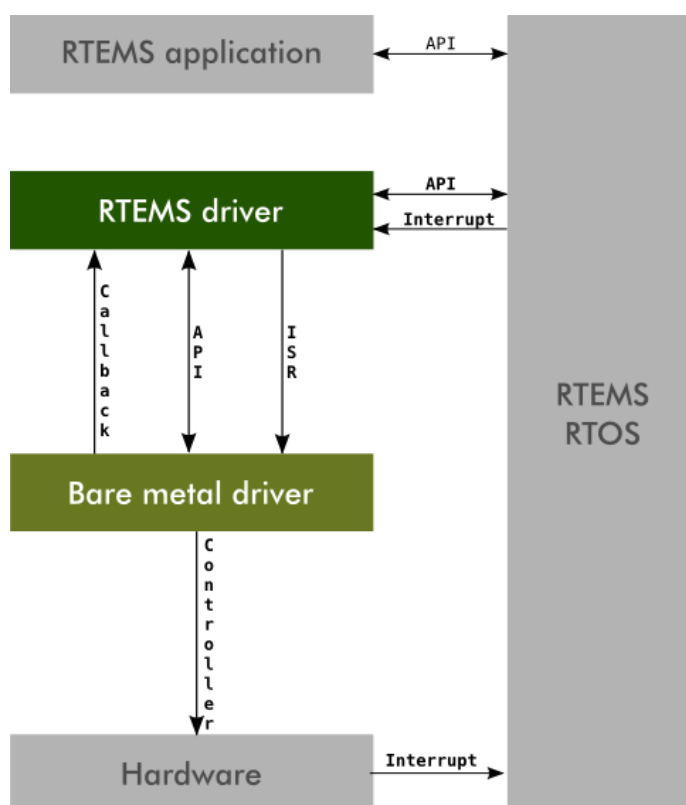 RTEMS application
API
RTEMS driver
API
Interrupt
Callback
API
ISR
RTEMS
RTOS
Bare metal driver
Controller
Hardware
Interrupt